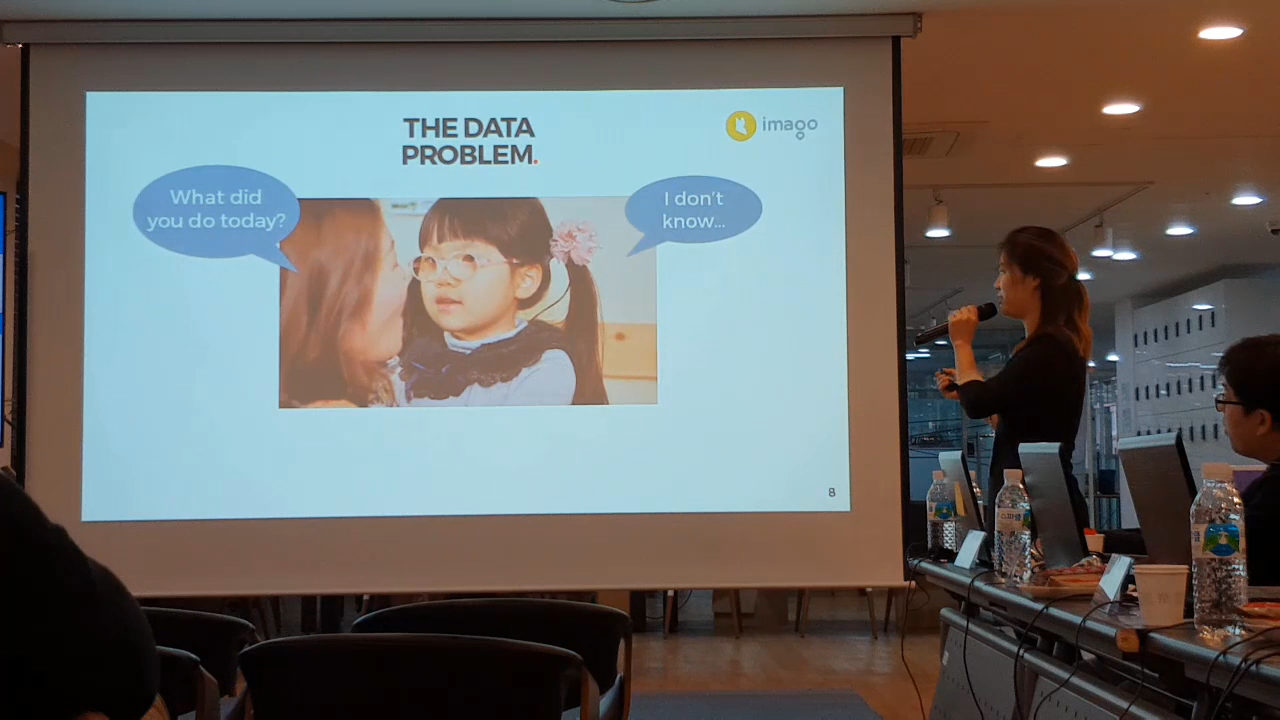 THE DATA
PROBLEM.
imago
What did
you do today?
I don't
know...
8